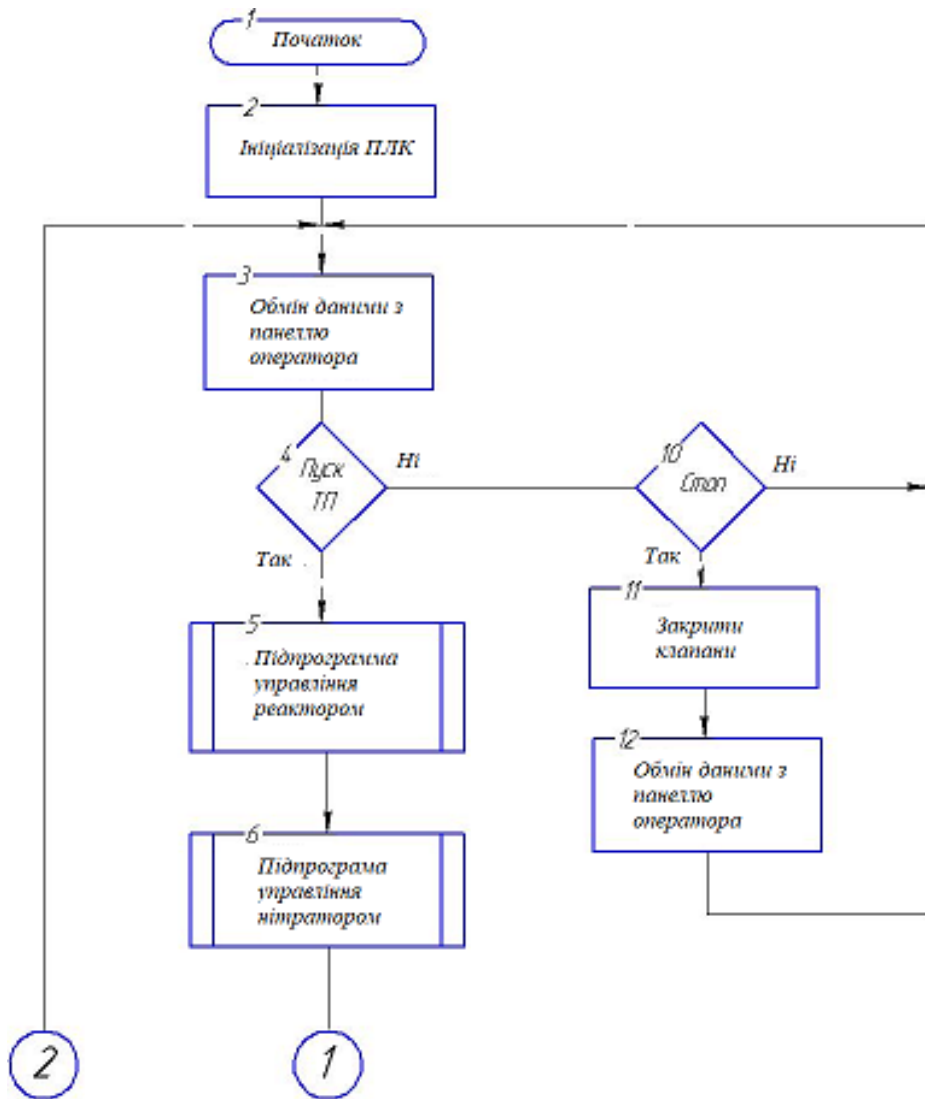 1
Початок
2
Ініціалізація ПЛК
3
Обмін даними з
панеллю
оператора
4
Пуск
ТП
Ні
Так
10
Стоп
Ні
Так
5
Підпрограмма
управління
реактором
11
Закрити
клапани
12
Обмін даними з
панеллю
оператора
6
Підпрограма
управління
нітратором
2
1